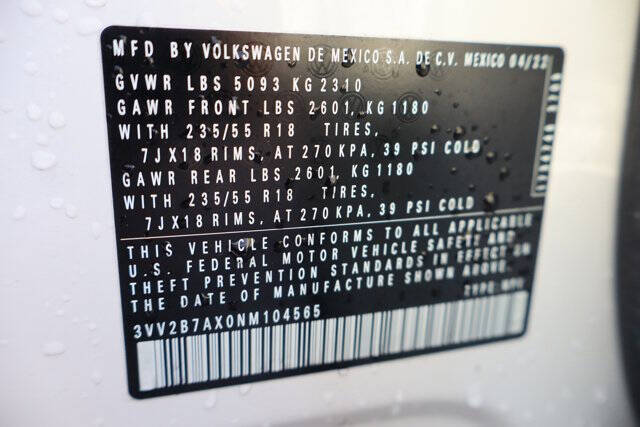 MFD BY VOLKSWAGEN DE MEXICO S.A. DE C.V. MEXICO 04/22
GVWR LBS 5093 KG 2310
GAWR FRONT LBS 2601, KG 1180
WITH 235/55 R18 TIRES,
7JX18 RIMS, AT 270 KPA, 39 PSI COLD
GAWR REAR LBS 2601, KG 1180
WITH 235/55 R18 TIRES,
7JX18 RIMS, AT 270 KPA, 39 PSI COLD
THIS VEHICLE CONFORMS TO ALL APPLICABLE
U.S. FEDERAL MOTOR VEHICLE SAFETY AND
THEFT PREVENTION STANDARDS IN EFFECT ON
THE DATE OF MANUFACTURE SHOWN ABOVE.
3VV2B7AX0NM104565
TYPE MPV